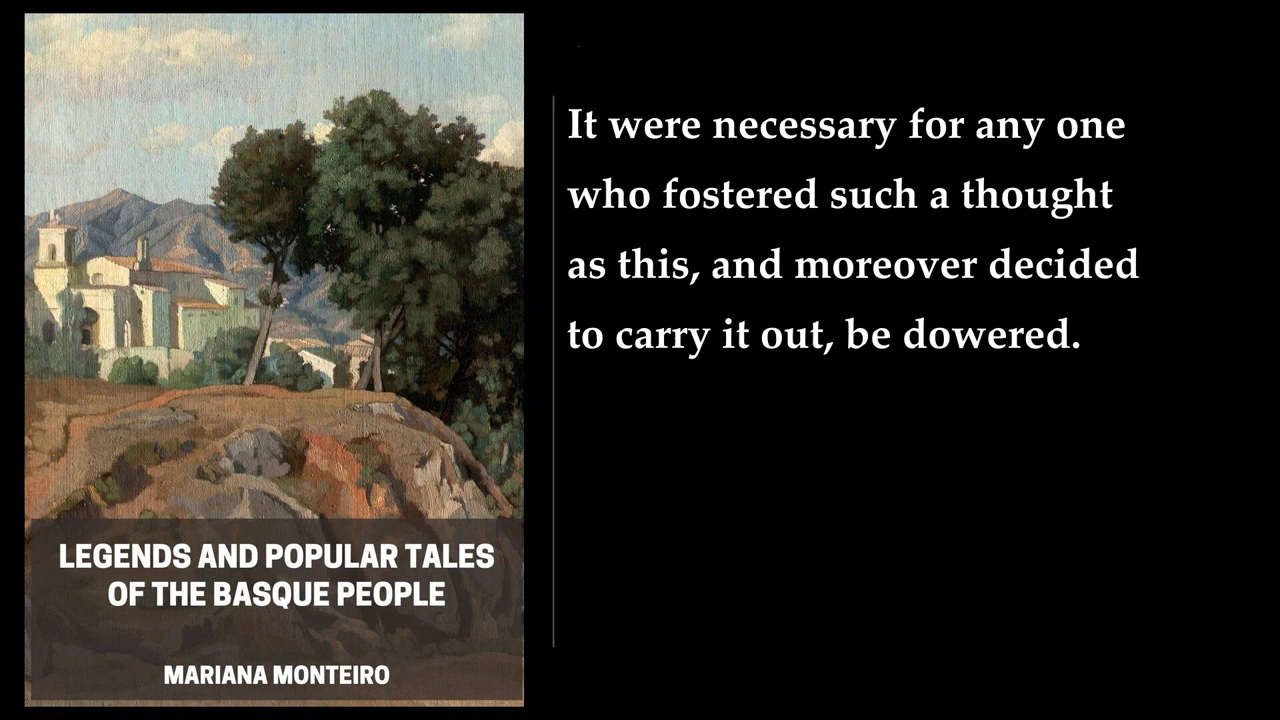 It were necessary for any one
who fostered such a thought
as this, and moreover decided
to carry it out, be dowered.
LEGENDS AND POPULAR TALES
OF THE BASQUE PEOPLE
MARIANA MONTEIRO